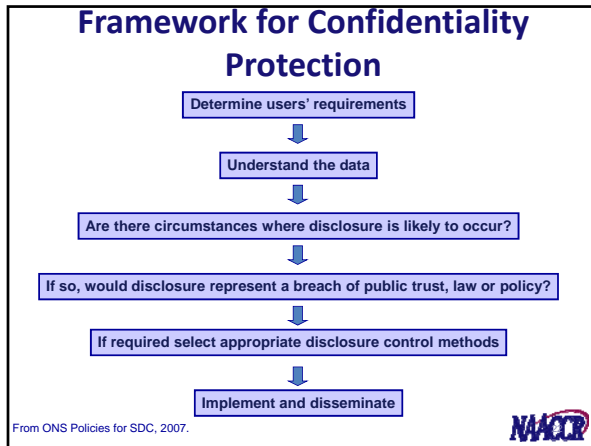 Framework for Confidentiality
Protection
Determine users' requirements
Understand the data
Are there circumstances where disclosure is likely to occur?
If so, would disclosure represent a breach of public trust, law or policy?
If required select appropriate disclosure control methods
Implement and disseminate
From ONS Policies for SDC, 2007.
NAACCR